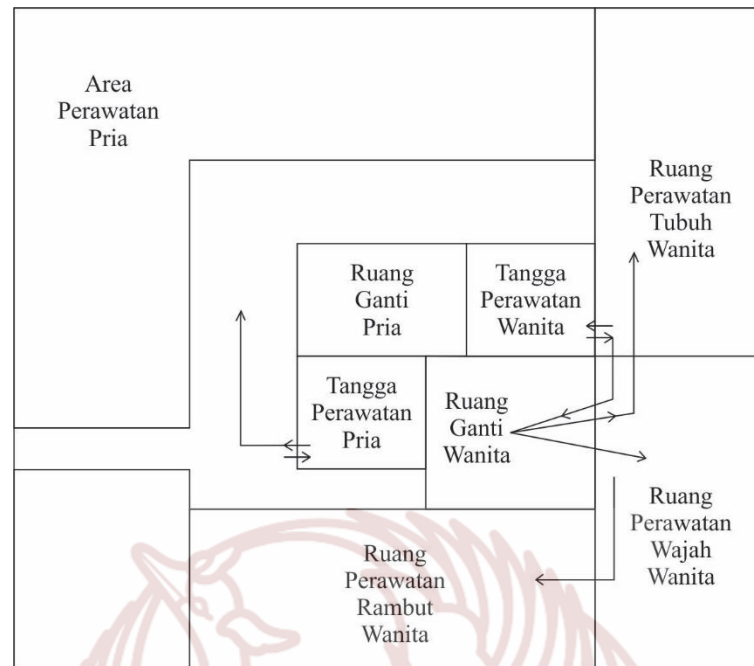 Area
Perawatan
Pria
Ruang
Perawatan
Tubuh
Wanita
Ruang
Ganti
Pria
Tangga
Perawatan
Wanita
Tangga
Perawatan
Pria
Ruang
Ganti
Wanita
Ruang
Perawatan
Wajah
Wanita
Ruang
Perawatan
Rambut
Wanita